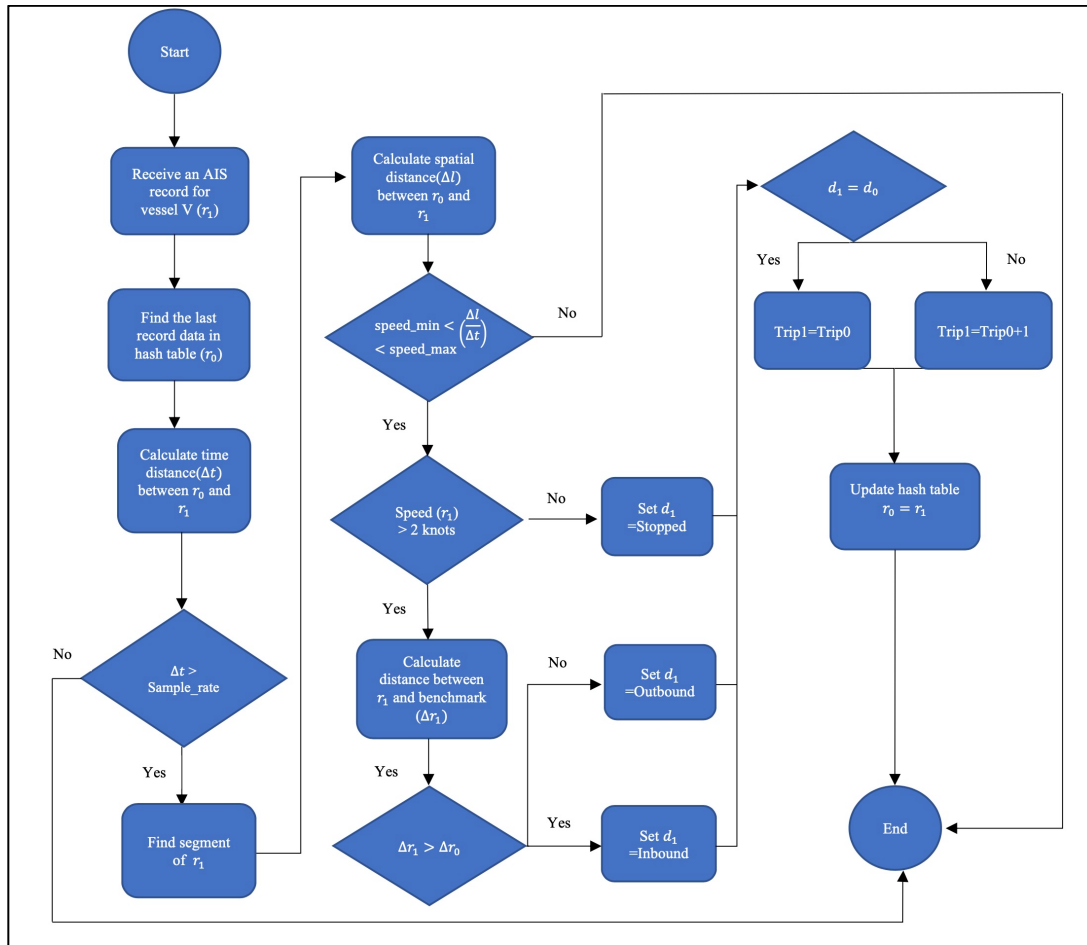 Start
Receive an AIS
record for
vessel V (r₁)
Find the last
record data in
hash table (r₀)
Calculate time
distance(Δt)
between r₀ and
r₁
No
Δt >
Sample_rate
Yes
Find segment
of r₁
Calculate spatial
distance(Δl)
between r₀ and
r₁
speed_min < (Δl/Δt)
< speed_max
No
Yes
Speed (r₁)
> 2 knots
No
Set d₁
=Stopped
Yes
Calculate
distance between
r₁ and benchmark
(Δr₁)
Yes
Δr₁ > Δr₀
No
Set d₁
=Outbound
Yes
Set d₁
=Inbound
d₁ = d₀
Yes
No
Trip1=Trip0
Trip1=Trip0+1
Update hash table
r₀ = r₁
End